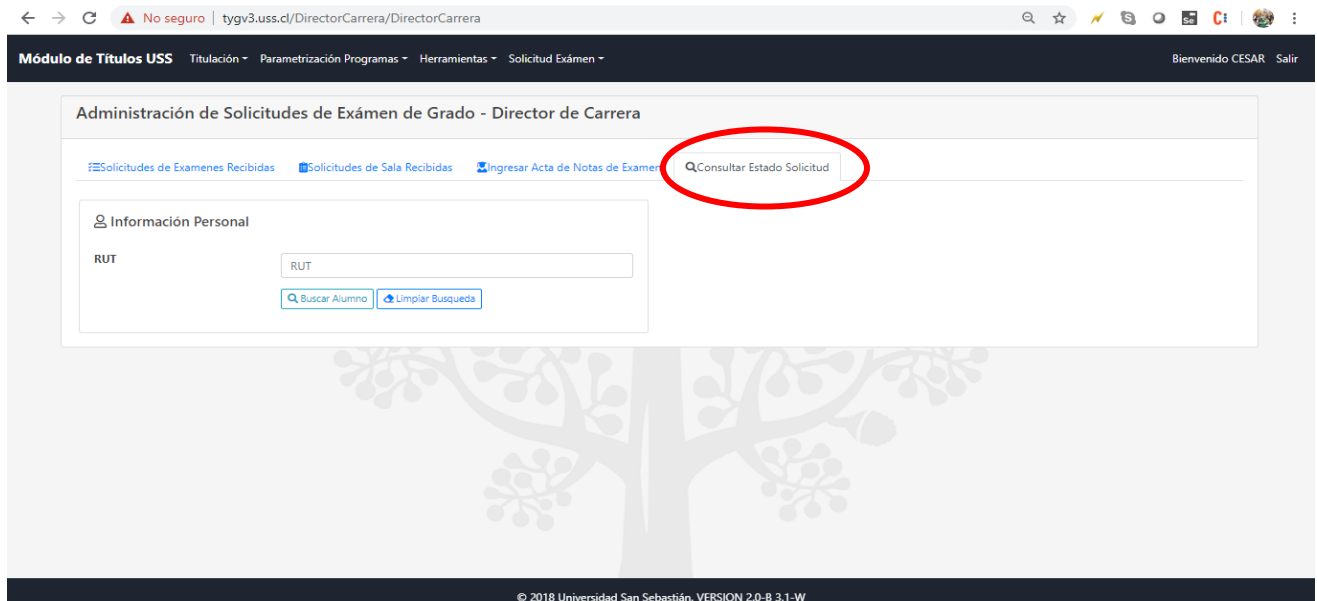 No seguro | tygv3.uss.cl/DirectorCarrera/DirectorCarrera
Módulo de Títulos USS Titulación Parametrización Programas Herramientas Solicitud Exámen Bienvenido CESAR Salir
Administración de Solicitudes de Exámen de Grado - Director de Carrera
Solicitudes de Examenes Recibidas Solicitudes de Sala Recibidas Ingresar Acta de Notas de Examen Consultar Estado Solicitud
Información Personal
RUT
RUT
Buscar Alumno Limpiar Busqueda
© 2018 Universidad San Sebastián. VERSION 2.0-B 3.1-W